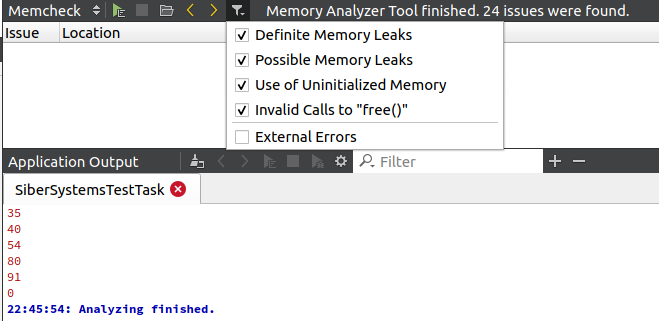 Memcheck
Memory Analyzer Tool finished. 24 issues were found.
Issue Location
Definite Memory Leaks
Possible Memory Leaks
Use of Uninitialized Memory
Invalid Calls to "free()"
External Errors
Application Output
Filter
SiberSystemsTestTask
35
40
54
80
91
0
22:45:54: Analyzing finished.